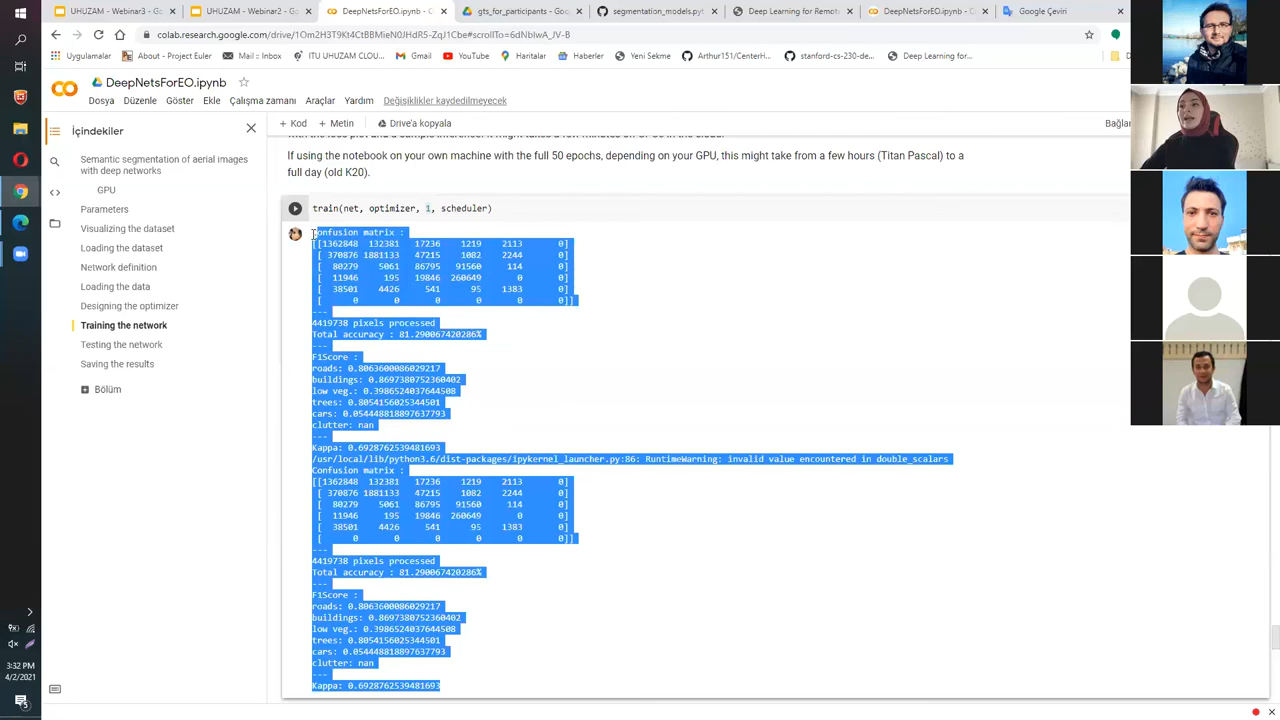 UHUZAM - Webinar3 - Go
UHUZAM - Webinar2 - Go
DeepNetsForEO.ipynb - C
gts_for_participants - Goo
segmentation_models.pyt
Deep Learning for Remot
DeepNetsForEO.ipynb - C
Google Çeviri
colab.research.google.com/drive/
Uygulamalar
About - Project Euler
Mail :: Inbox
ITU UHUZAM CLOU...
Gmail
YouTube
Haritalar
Haberler
Yeni Sekme
Arthur151/CenterH...
stanford-cs-230-de...
Deep Learning for...
DeepNetsForEO.ipynb
Dosya Düzenle Göster Ekle Çalışma zamanı Araçlar Yardım Değişiklikler kaydedilmeyecek
İçindekiler
+ Kod + Metin Drive'a kopyala
Bağlan
Semantic segmentation of aerial images
with deep networks
GPU
Parameters
Visualizing the dataset
Loading the dataset
Network definition
Loading the data
Designing the optimizer
Training the network
Testing the network
Saving the results
Bölüm
If using the notebook on your own machine with the full 50 epochs, depending on your GPU, this might take from a few hours (Titan Pascal) to a
full day (old K20).
train(net, optimizer, 1, scheduler)
Confusion matrix :
[[1362848 132381 17236 1219 2113 0]
[ 370876 1881133 47215 1082 2244 0]
[ 80279 5061 86795 91560 114 0]
[ 11946 195 19846 260649 0 0]
[ 38501 4426 541 95 1383 0]
[ 0 0 0 0 0 0]]
---
4419738 pixels processed
Total accuracy : 81.290067420286%
---
F1Score :
roads: 0.8063600086029217
buildings: 0.8697380752360402
low veg.: 0.3986524037644508
trees: 0.8054156025344501
cars: 0.054448818897637793
clutter: nan
---
Kappa: 0.6928762539481693
/usr/local/lib/python3.6/dist-packages/ipykernel_launcher.py:86: RuntimeWarning: invalid value encountered in double_scalars
Confusion matrix :
[[1362848 132381 17236 1219 2113 0]
[ 370876 1881133 47215 1082 2244 0]
[ 80279 5061 86795 91560 114 0]
[ 11946 195 19846 260649 0 0]
[ 38501 4426 541 95 1383 0]
[ 0 0 0 0 0 0]]
---
4419738 pixels processed
Total accuracy : 81.290067420286%
---
F1Score :
roads: 0.8063600086029217
buildings: 0.8697380752360402
low veg.: 0.3986524037644508
trees: 0.8054156025344501
cars: 0.054448818897637793
clutter: nan
---
Kappa: 0.6928762539481693
3:32 PM
4/2/2021